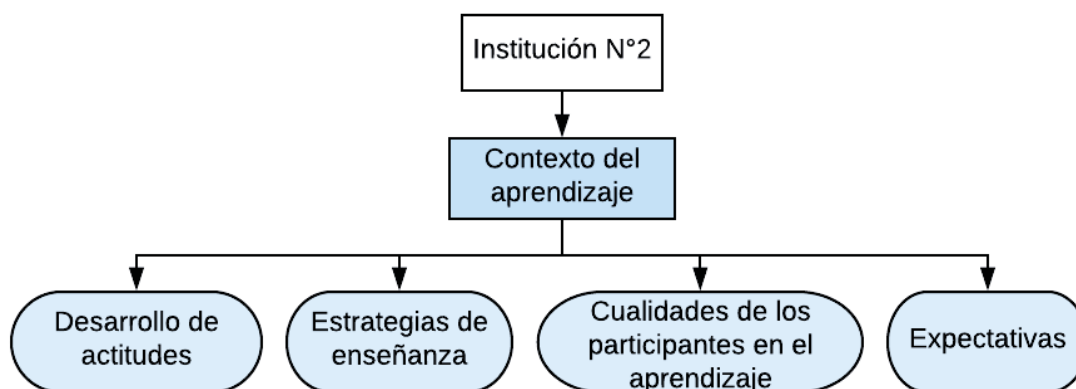 Institución N°2
Contexto del
aprendizaje
Desarrollo de
actitudes
Estrategias de
enseñanza
Cualidades de los
participantes en el
aprendizaje
Expectativas